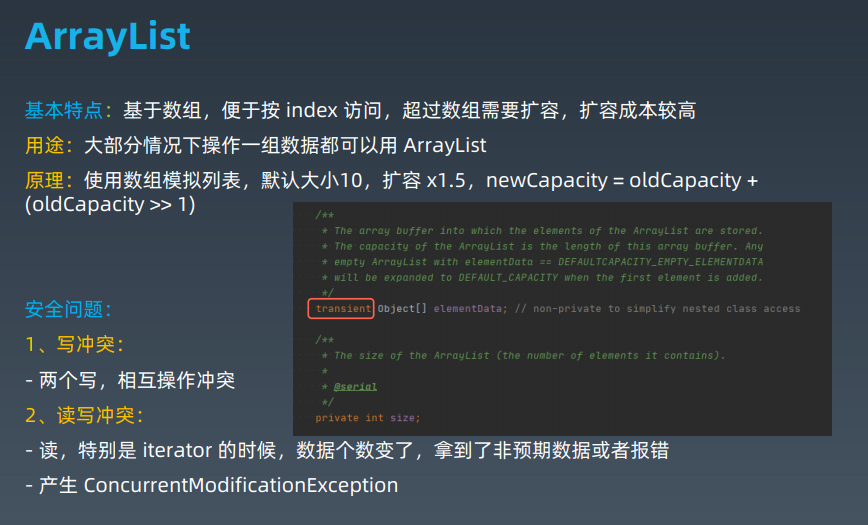 ArrayList
基本特点：基于数组，便于按 index 访问，超过数组需要扩容，扩容成本较高
用途：大部分情况下操作一组数据都可以用 ArrayList
原理：使用数组模拟列表，默认大小10，扩容 x1.5，newCapacity = oldCapacity +
(oldCapacity >> 1)
/**
* The array buffer into which the elements of the ArrayList are stored.
* The capacity of the ArrayList is the length of this array buffer. Any
* empty ArrayList with elementData == DEFAULTCAPACITY_EMPTY_ELEMENTDATA
* will be expanded to DEFAULT_CAPACITY when the first element is added.
*/
transient Object[] elementData; // non-private to simplify nested class access
/**
* The size of the ArrayList (the number of elements it contains).
*
* @serial
*/
private int size;
安全问题：
1、写冲突：
- 两个写，相互操作冲突
2、读写冲突：
- 读，特别是 iterator 的时候，数据个数变了，拿到了非预期数据或者报错
- 产生 ConcurrentModificationException